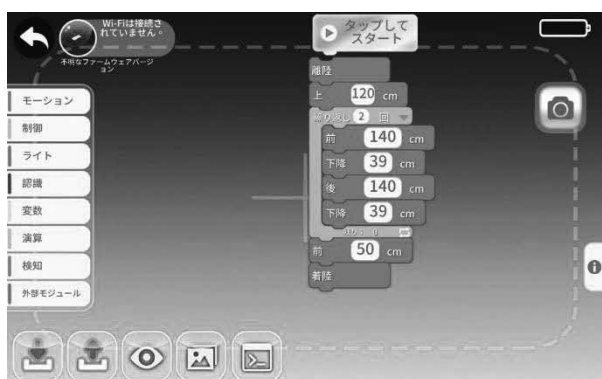 Wi-Fiは接続さ
れていません。
不明なファームウェアバージ
ョン
タップして
スタート
離陸
上 120 cm
繰り返し 2 回
前 140 cm
下降 39 cm
後 140 cm
下降 39 cm
残り: 0
前 50 cm
着陸
モーション
制御
ライト
認識
変数
演算
検知
外部モジュール